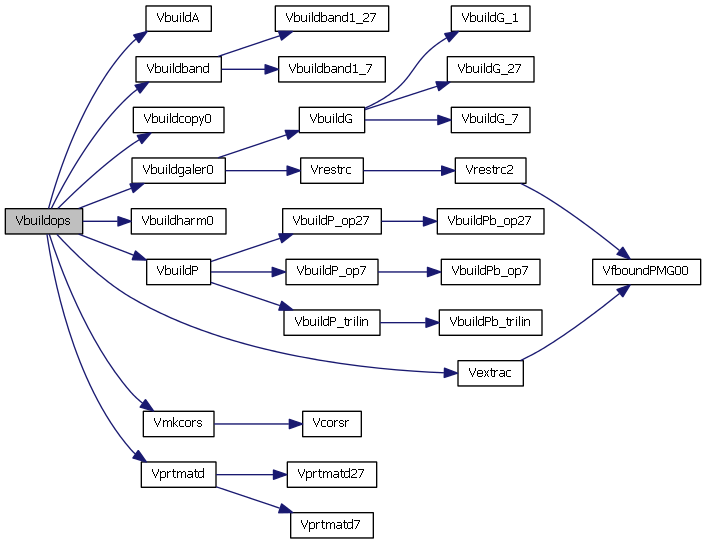 VbuildA
Vbuildband1_27
VbuildG_1
Vbuildband
Vbuildband1_7
VbuildG_27
Vbuildcopy0
VbuildG
VbuildG_7
Vbuildgaler0
Vrestrc
Vrestrc2
Vbuildops
Vbuildharm0
VbuildP_op27
VbuildPb_op27
VbuildP
VbuildP_op7
VbuildPb_op7
VfboundPMG00
VbuildP_trilin
VbuildPb_trilin
Vextrac
Vmkcors
Vcorsr
Vprtmatd
Vprtmatd27
Vprtmatd7